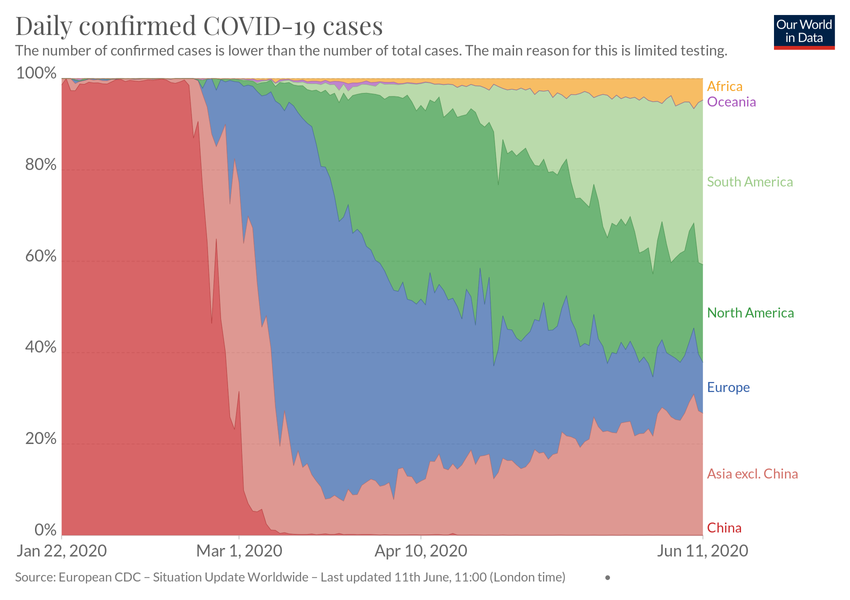 Daily confirmed COVID-19 cases
Our World
in Data
The number of confirmed cases is lower than the number of total cases. The main reason for this is limited testing.
100%
80%
60%
40%
20%
0%
Africa
Oceania
South America
North America
Europe
Asia excl. China
China
Jan 22, 2020
Mar 1, 2020
Apr 10, 2020
Jun 11, 2020
Source: European CDC – Situation Update Worldwide – Last updated 11th June, 11:00 (London time)